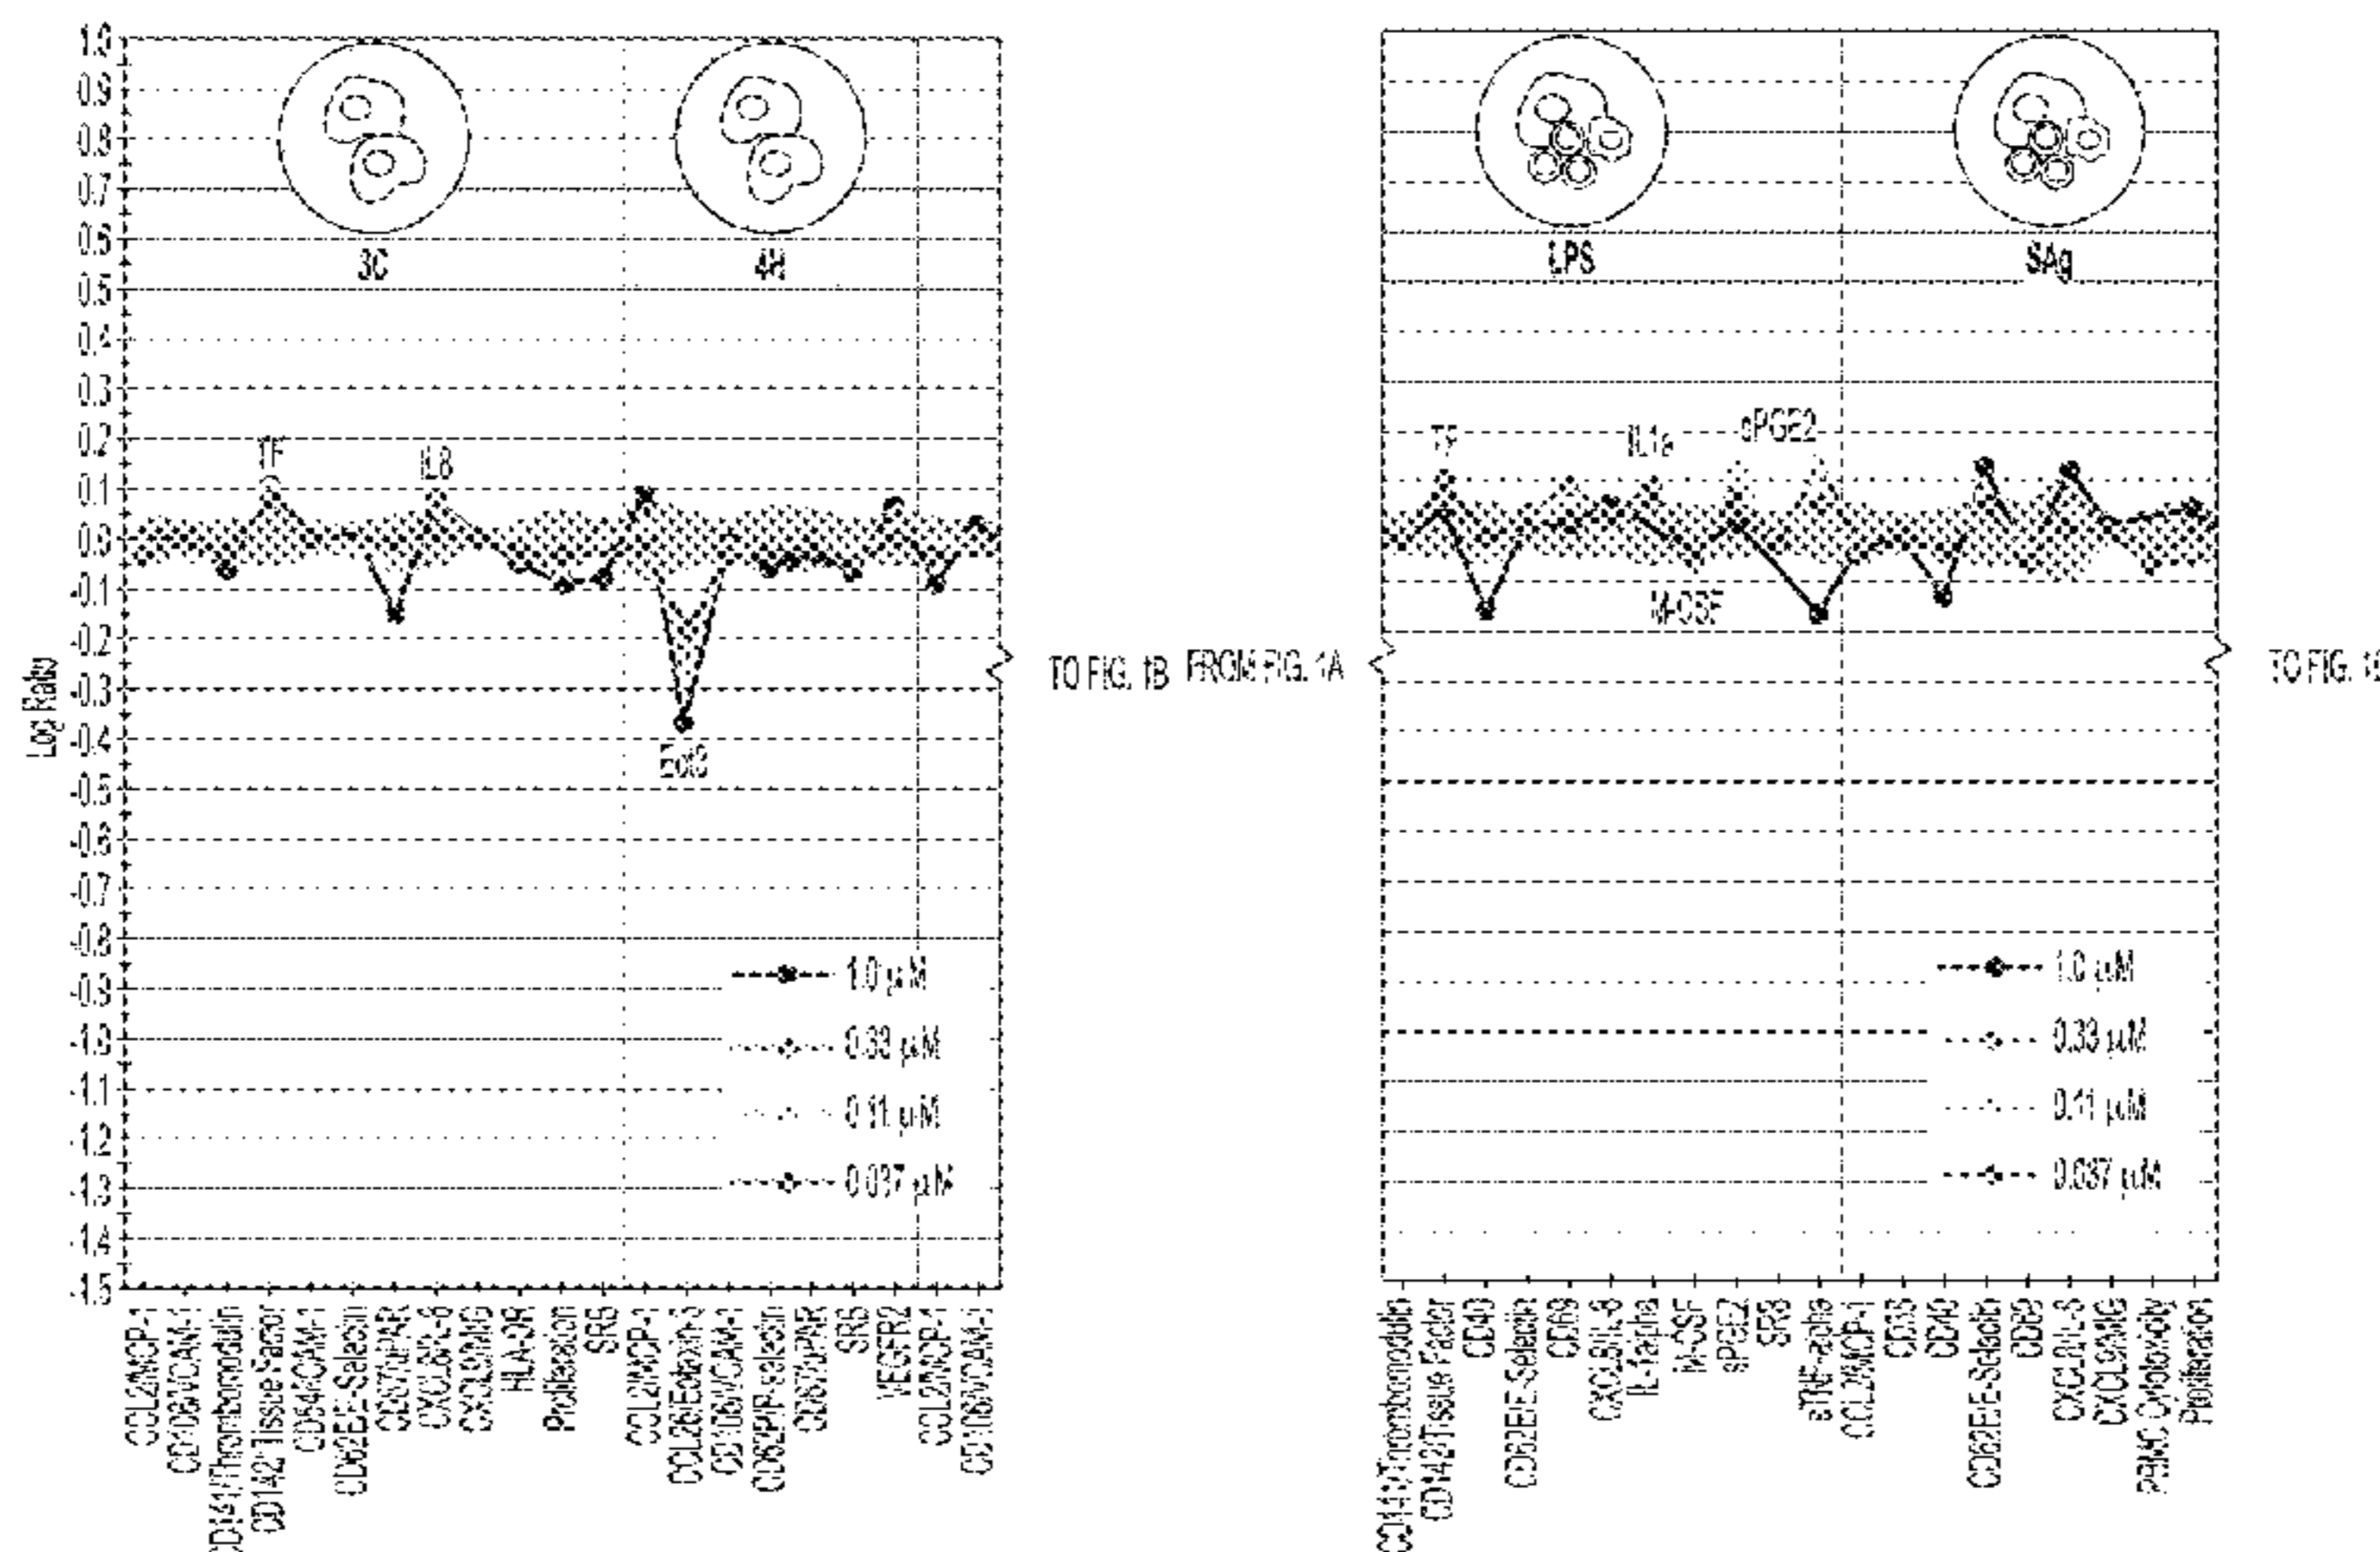 1.0
0.9
0.8
0.7
0.6
0.5
0.4
0.3
0.2
0.1
0.0
-0.1
-0.2
-0.3
-0.4
-0.5
-0.6
-0.7
-0.8
-0.9
-1.0
-1.1
-1.2
-1.3
-1.4
-1.5
Log Ratio
3C
4H
TF
IL8
Eot3
1.0 µM
0.33 µM
0.11 µM
0.037 µM
CCL2/MCP-1
CD106/VCAM-1
CD141/Thrombomodulin
CD142/Tissue Factor
CD54/ICAM-1
CD62E/E-Selectin
CD87/uPAR
CXCL8/IL-8
CXCL9/MIG
HLA-DR
Proliferation
SRB
CCL2/MCP-1
CCL26/Eotaxin-3
CD106/VCAM-1
CD62P/P-selectin
CD87/uPAR
SRB
VEGFR2
CCL2/MCP-1
CD106/VCAM-1
TO FIG. 1B
FROM FIG. 1A
LPS
SAg
TF
IL1a
sPGE2
M-CSF
1.0 µM
0.33 µM
0.11 µM
0.037 µM
CD141/Thrombomodulin
CD142/Tissue Factor
CD40
CD62E/E-Selectin
CD69
CXCL8/IL-8
IL-1alpha
M-CSF
sPGE2
SRB
sTNF-alpha
CCL2/MCP-1
CD38
CD40
CD62E/E-Selectin
CD69
CXCL8/IL-8
CXCL9/MIG
PBMC Cytotoxicity
Proliferation
TO FIG.